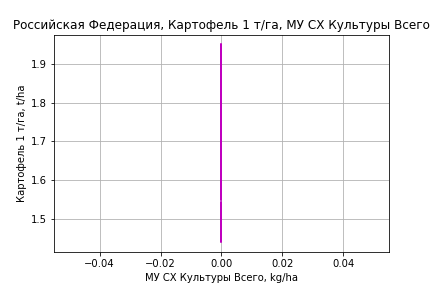 Российская Федерация, Картофель 1 т/га, МУ СХ Культуры Всего
1.9
1.8
1.7
1.6
1.5
Картофель 1 т/га, t/ha
−0.04 −0.02 0.00 0.02 0.04
МУ СХ Культуры Всего, kg/ha